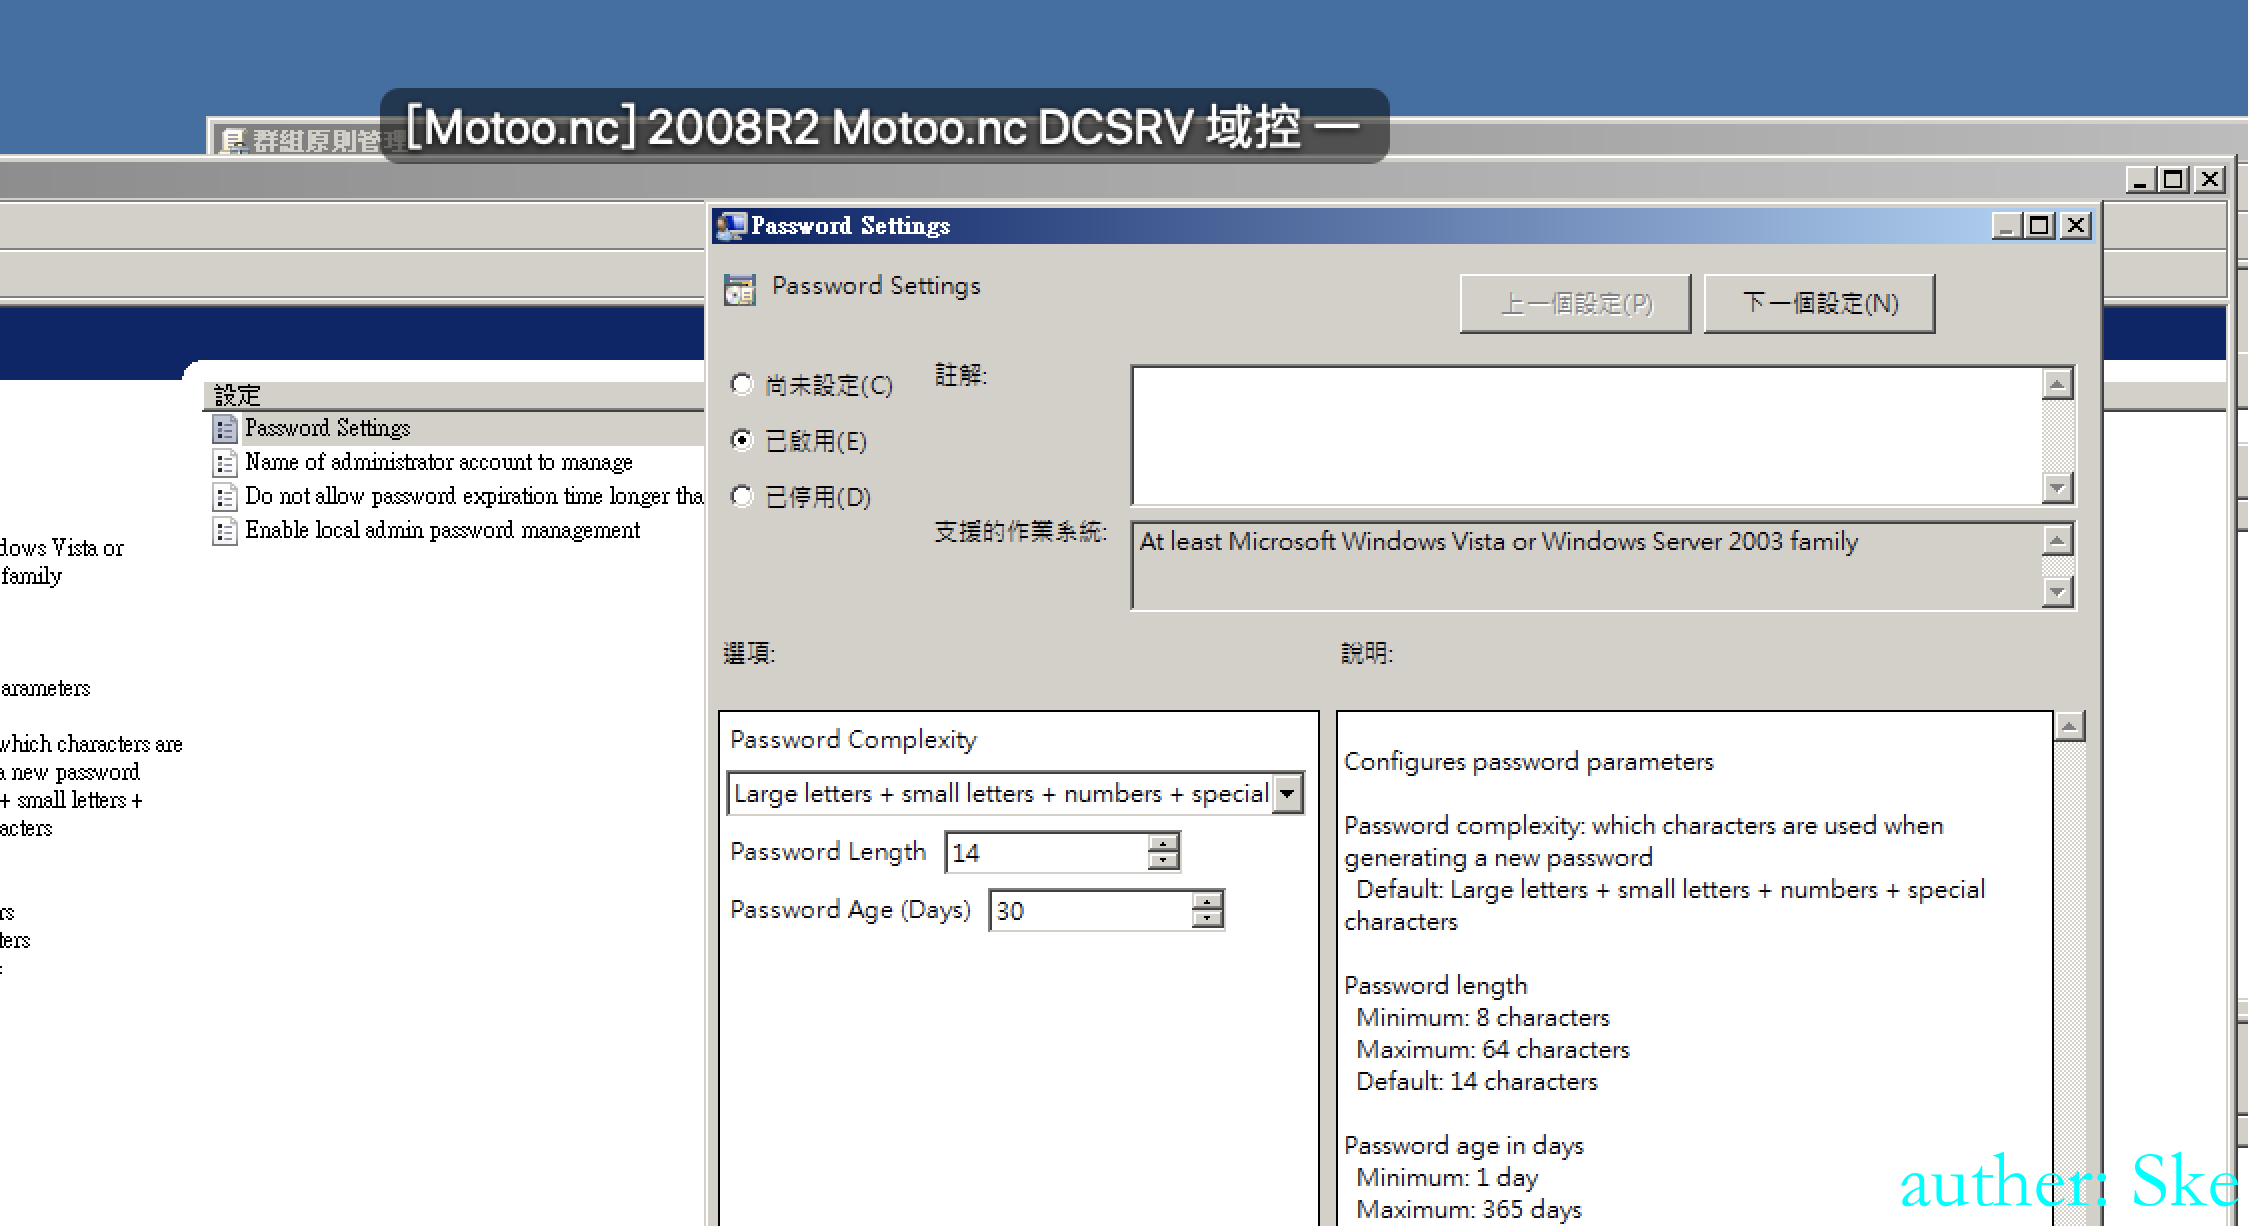 [Motoo.nc] 2008R2 Motoo.nc DCSRV 域控 —
群組原則管理
Password Settings
Password Settings
上一個設定(P)
下一個設定(N)
尚未設定(C)
註解:
已啟用(E)
已停用(D)
支援的作業系統:
At least Microsoft Windows Vista or Windows Server 2003 family
設定
Password Settings
Name of administrator account to manage
Do not allow password expiration time longer tha
Enable local admin password management
dows Vista or
family
arameters
which characters are
a new password
+ small letters +
acters
rs
ters
:
選項:
說明:
Password Complexity
Large letters + small letters + numbers + special
Password Length 14
Password Age (Days) 30
Configures password parameters
Password complexity: which characters are used when
generating a new password
Default: Large letters + small letters + numbers + special
characters
Password length
Minimum: 8 characters
Maximum: 64 characters
Default: 14 characters
Password age in days
Minimum: 1 day
Maximum: 365 days
auther: Ske